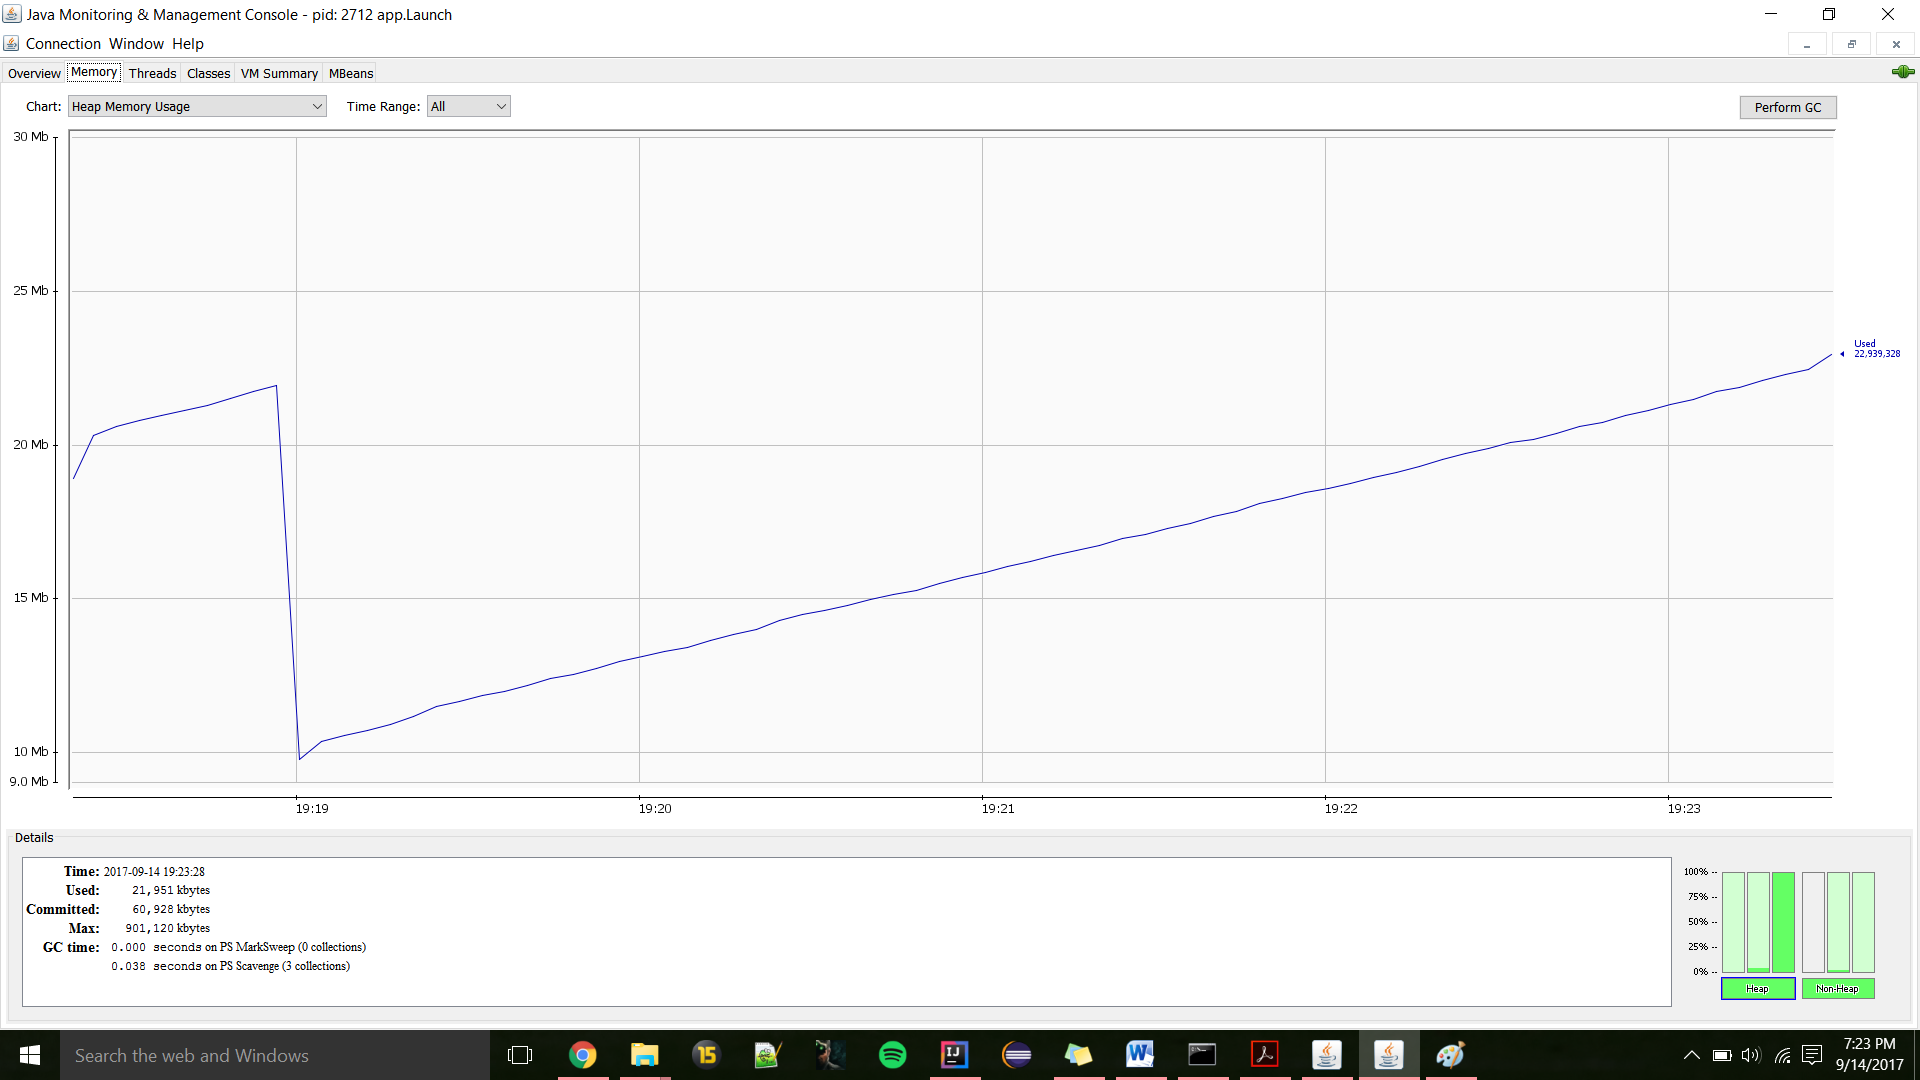 Java Monitoring & Management Console - pid: 2712 app.Launch
Connection Window Help
Overview Memory Threads Classes VM Summary MBeans
Chart: Heap Memory Usage Time Range: All Perform GC
30 Mb
25 Mb
Used
22,939,328
20 Mb
15 Mb
10 Mb
9.0 Mb
19:19 19:20 19:21 19:22 19:23
Details
Time: 2017-09-14 19:23:28
Used: 21,951 kbytes
Committed: 60,928 kbytes
Max: 901,120 kbytes
GC time: 0.000 seconds on PS MarkSweep (0 collections)
0.038 seconds on PS Scavenge (3 collections)
100% --
75% --
50% --
25% --
0% --
Heap Non-Heap
Search the web and Windows
15
IJ
W
7:23 PM
9/14/2017